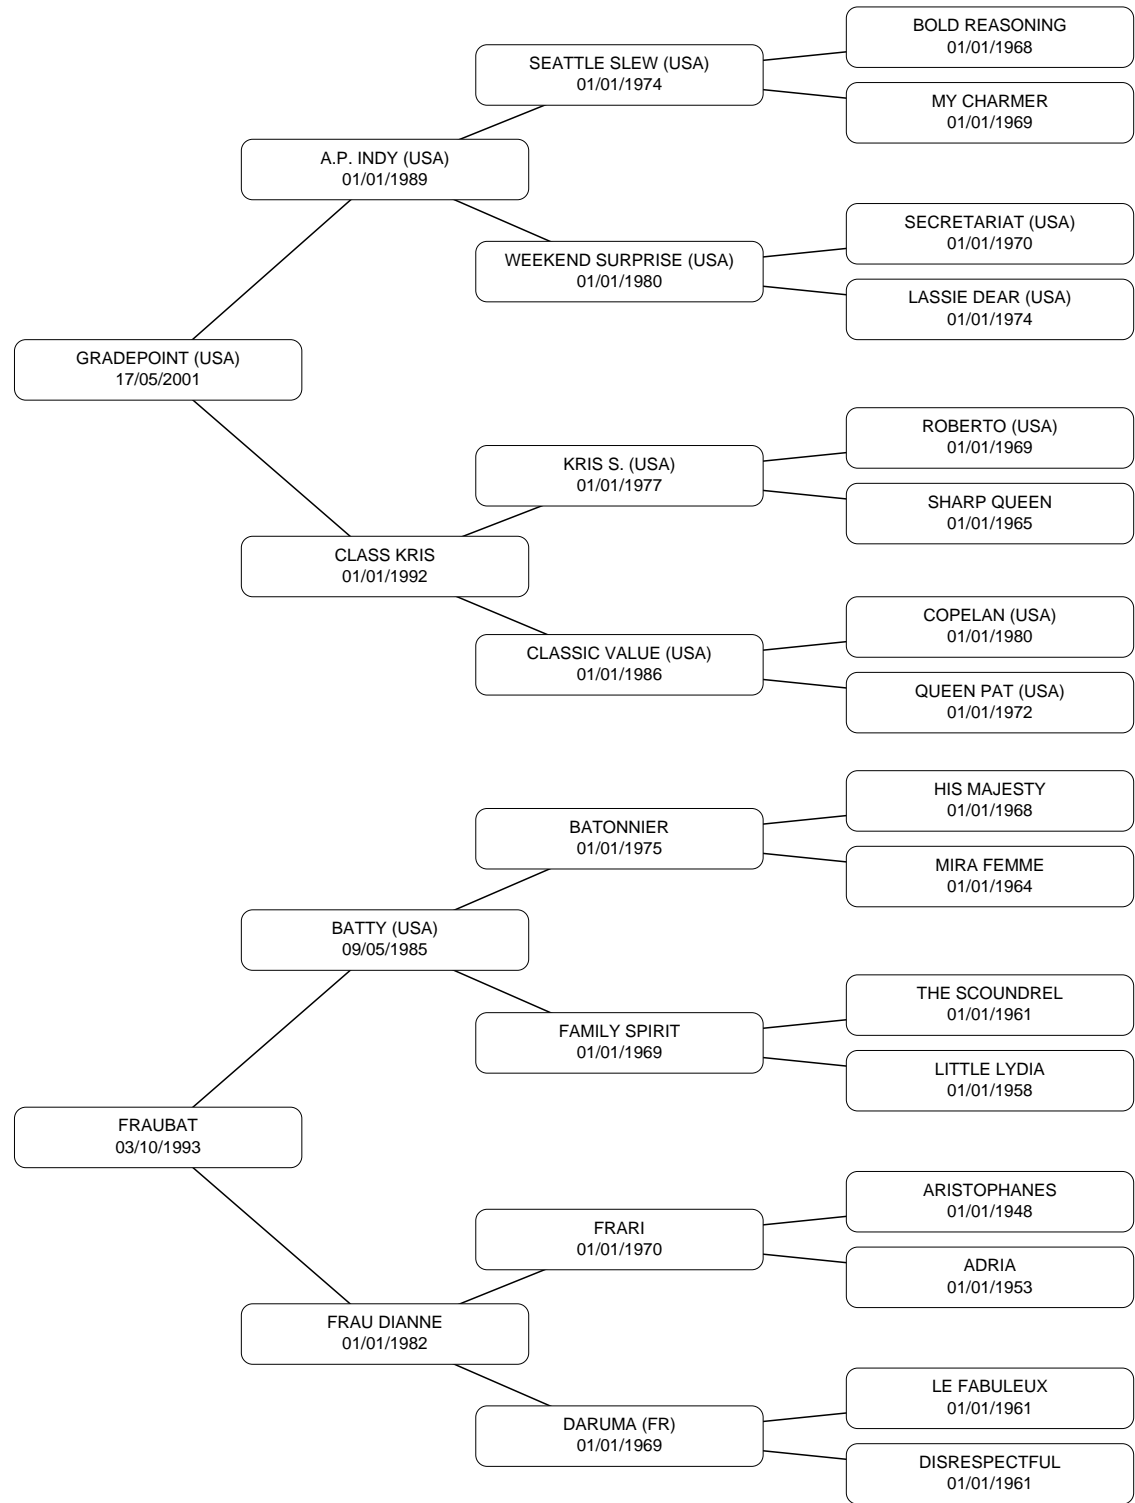 BOLD REASONING
01/01/1968
SEATTLE SLEW (USA)
01/01/1974
MY CHARMER
01/01/1969
A.P. INDY (USA)
01/01/1989
SECRETARIAT (USA)
01/01/1970
WEEKEND SURPRISE (USA)
01/01/1980
LASSIE DEAR (USA)
01/01/1974
GRADEPOINT (USA)
17/05/2001
ROBERTO (USA)
01/01/1969
KRIS S. (USA)
01/01/1977
SHARP QUEEN
01/01/1965
CLASS KRIS
01/01/1992
COPELAN (USA)
01/01/1980
CLASSIC VALUE (USA)
01/01/1986
QUEEN PAT (USA)
01/01/1972
HIS MAJESTY
01/01/1968
BATONNIER
01/01/1975
MIRA FEMME
01/01/1964
BATTY (USA)
09/05/1985
THE SCOUNDREL
01/01/1961
FAMILY SPIRIT
01/01/1969
LITTLE LYDIA
01/01/1958
FRAUBAT
03/10/1993
ARISTOPHANES
01/01/1948
FRARI
01/01/1970
ADRIA
01/01/1953
FRAU DIANNE
01/01/1982
LE FABULEUX
01/01/1961
DARUMA (FR)
01/01/1969
DISRESPECTFUL
01/01/1961